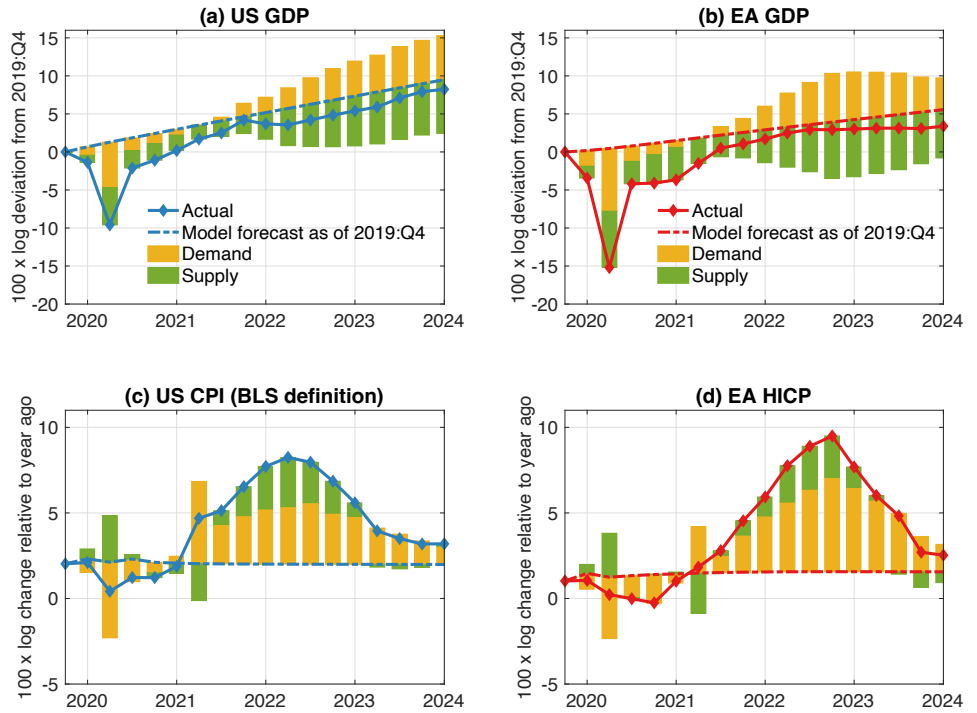 (a) US GDP
100 x log deviation from 2019:Q4
15
10
5
0
-5
-10
-15
-20
Actual
Model forecast as of 2019:Q4
Demand
Supply
2020 2021 2022 2023 2024
(b) EA GDP
100 x log deviation from 2019:Q4
15
10
5
0
-5
-10
-15
-20
Actual
Model forecast as of 2019:Q4
Demand
Supply
2020 2021 2022 2023 2024
(c) US CPI (BLS definition)
100 x log change relative to year ago
10
5
0
-5
2020 2021 2022 2023 2024
(d) EA HICP
100 x log change relative to year ago
10
5
0
-5
2020 2021 2022 2023 2024